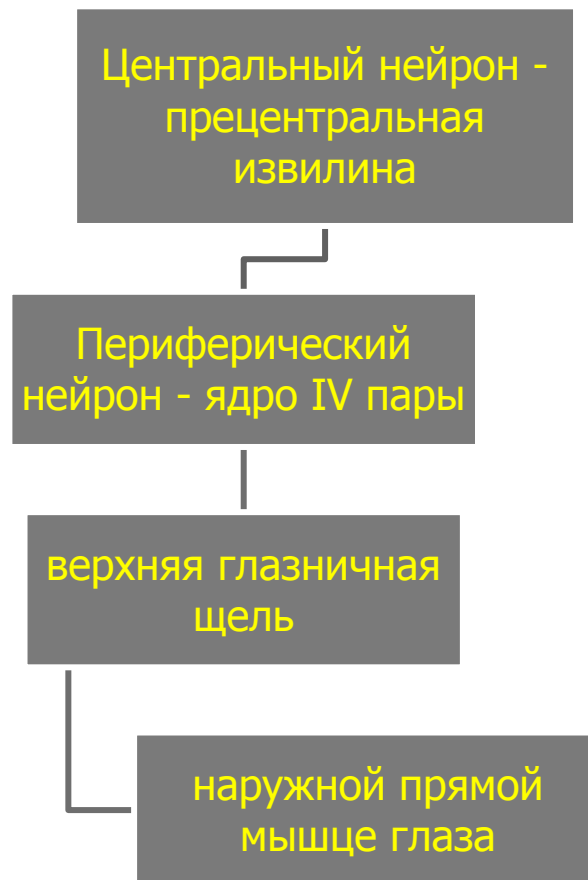 Центральный нейрон -
прецентральная
извилина
Периферический
нейрон - ядро IV пары
верхняя глазничная
щель
наружной прямой
мышце глаза